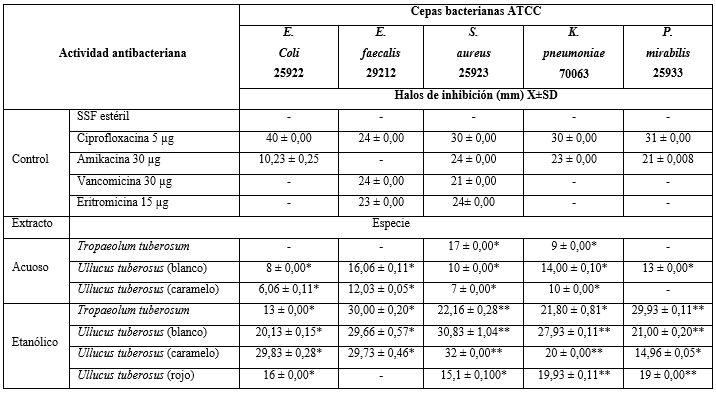 Actividad antibacteriana
Cepas bacterianas ATCC
E. Coli 25922
E. faecalis 29212
S. aureus 25923
K. pneumoniae 70063
P. mirabilis 25933
Halos de inhibición (mm) X±SD
Control
SSF estéril - - - - -
Ciprofloxacina 5 µg 40 ± 0,00 24 ± 0,00 30 ± 0,00 30 ± 0,00 31 ± 0,00
Amikacina 30 µg 10,23 ± 0,25 - 24 ± 0,00 23 ± 0,00 21 ± 0,008
Vancomicina 30 µg - 24 ± 0,00 21 ± 0,00 - -
Eritromicina 15 µg - 23 ± 0,00 24± 0,00 - -
Extracto Especie
Acuoso
Tropaeolum tuberosum - - 17 ± 0,00* 9 ± 0,00* -
Ullucus tuberosus (blanco) 8 ± 0,00* 16,06 ± 0,11* 10 ± 0,00* 14,00 ± 0,10* 13 ± 0,00*
Ullucus tuberosus (caramelo) 6,06 ± 0,11* 12,03 ± 0,05* 7 ± 0,00* 10 ± 0,00* -
Etanólico
Tropaeolum tuberosum 13 ± 0,00* 30,00 ± 0,20* 22,16 ± 0,28** 21,80 ± 0,81* 29,93 ± 0,11**
Ullucus tuberosus (blanco) 20,13 ± 0,15* 29,66 ± 0,57* 30,83 ± 1,04** 27,93 ± 0,11** 21,00 ± 0,20**
Ullucus tuberosus (caramelo) 29,83 ± 0,28* 29,73 ± 0,46* 32 ± 0,00** 20 ± 0,00** 14,96 ± 0,05*
Ullucus tuberosus (rojo) 16 ± 0,00* - 15,1 ± 0,100* 19,93 ± 0,11** 19 ± 0,00**